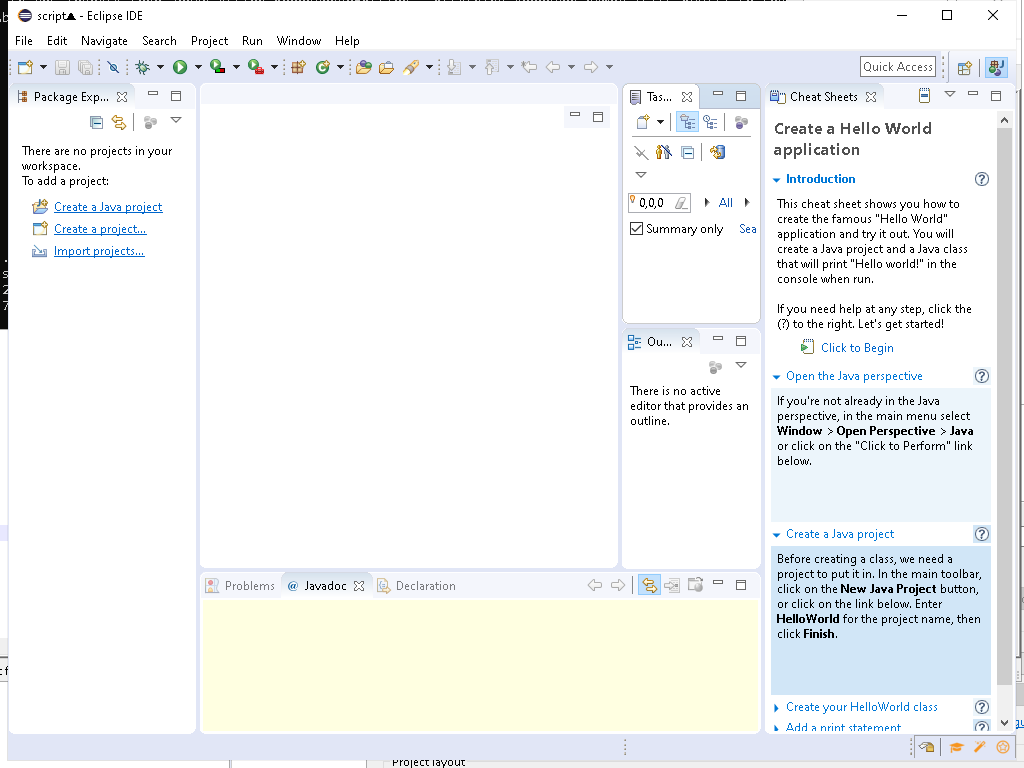 script▲ - Eclipse IDE
File Edit Navigate Search Project Run Window Help
Quick Access
Package Exp...
There are no projects in your
workspace.
To add a project:
Create a Java project
Create a project...
Import projects...
Tas...
0,0,0
All
Summary only
Sea
Ou...
There is no active
editor that provides an
outline.
Problems
@ Javadoc
Declaration
Cheat Sheets
Create a Hello World
application
Introduction
This cheat sheet shows you how to
create the famous "Hello World"
application and try it out. You will
create a Java project and a Java class
that will print "Hello world!" in the
console when run.
If you need help at any step, click the
(?) to the right. Let's get started!
Click to Begin
Open the Java perspective
If you're not already in the Java
perspective, in the main menu select
Window > Open Perspective > Java
or click on the "Click to Perform" link
below.
Create a Java project
Before creating a class, we need a
project to put it in. In the main toolbar,
click on the New Java Project button,
or click on the link below. Enter
HelloWorld for the project name, then
click Finish.
Create your HelloWorld class
Add a print statement
Project layout